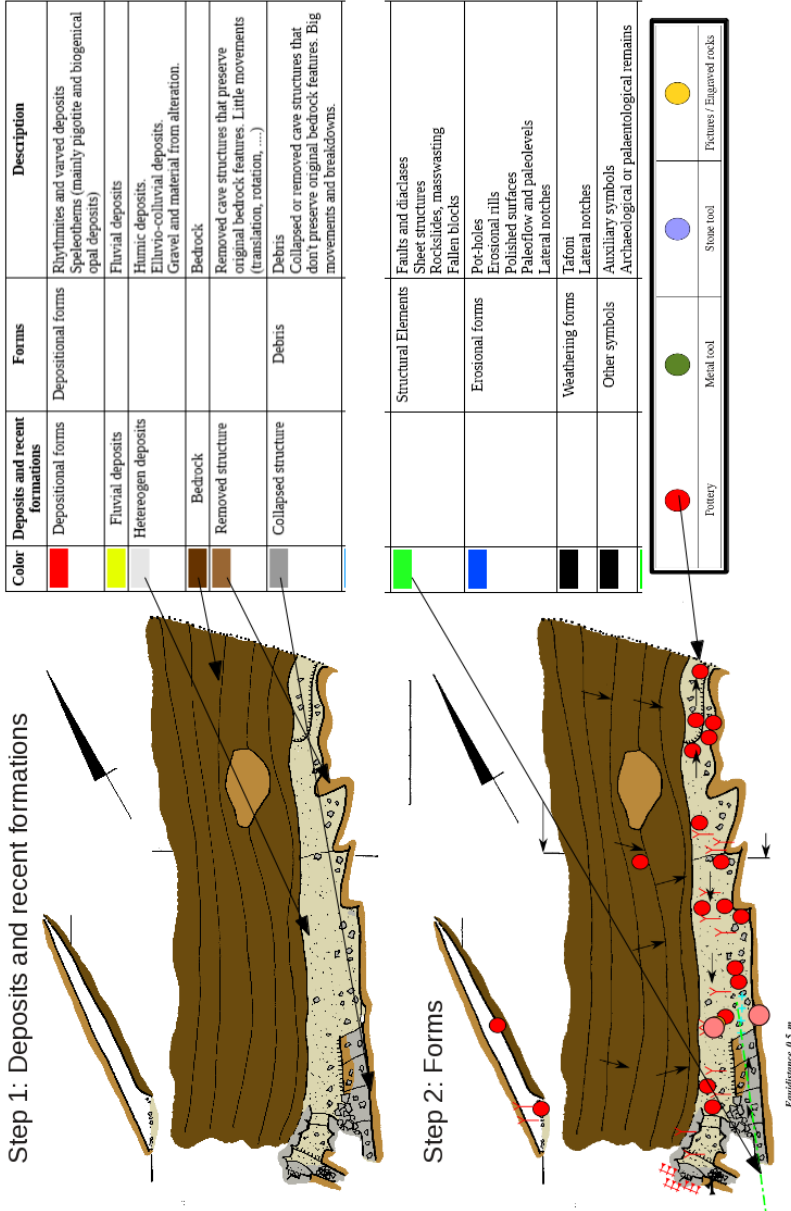 Step 1: Deposits and recent formations
Color
Deposits and recent
formations
Forms
Description
Depositional forms
Depositional forms
Rhythmites and varved deposits
Speleothems (mainly pigotite and biogenical
opal deposits)
Fluvial deposits
Fluvial deposits
Hetereogen deposits
Humic deposits.
Elluvio-colluvial deposits.
Gravel and material from alteration.
Bedrock
Bedrock
Removed structure
Removed cave structures that preserve
original bedrock features. Little movements
(translation, rotation, ....)
Collapsed structure
Debris
Debris
Collapsed or removed cave structures that
don't preserve original bedrock features. Big
movements and breakdowns.
Step 2: Forms
Structural Elements
Faults and diaclases
Sheet structures
Rockslides, masswasting
Fallen blocks
Erosional forms
Pot-holes
Erosional rills
Polished surfaces
Paleoflow and paleolevels
Lateral notches
Weathering forms
Tafoni
Lateral notches
Other symbols
Auxiliary symbols
Archaeological or palaentological remains
Pottery
Metal tool
Stone tool
Pictures / Engraved rocks
Equidistance 0.5 m